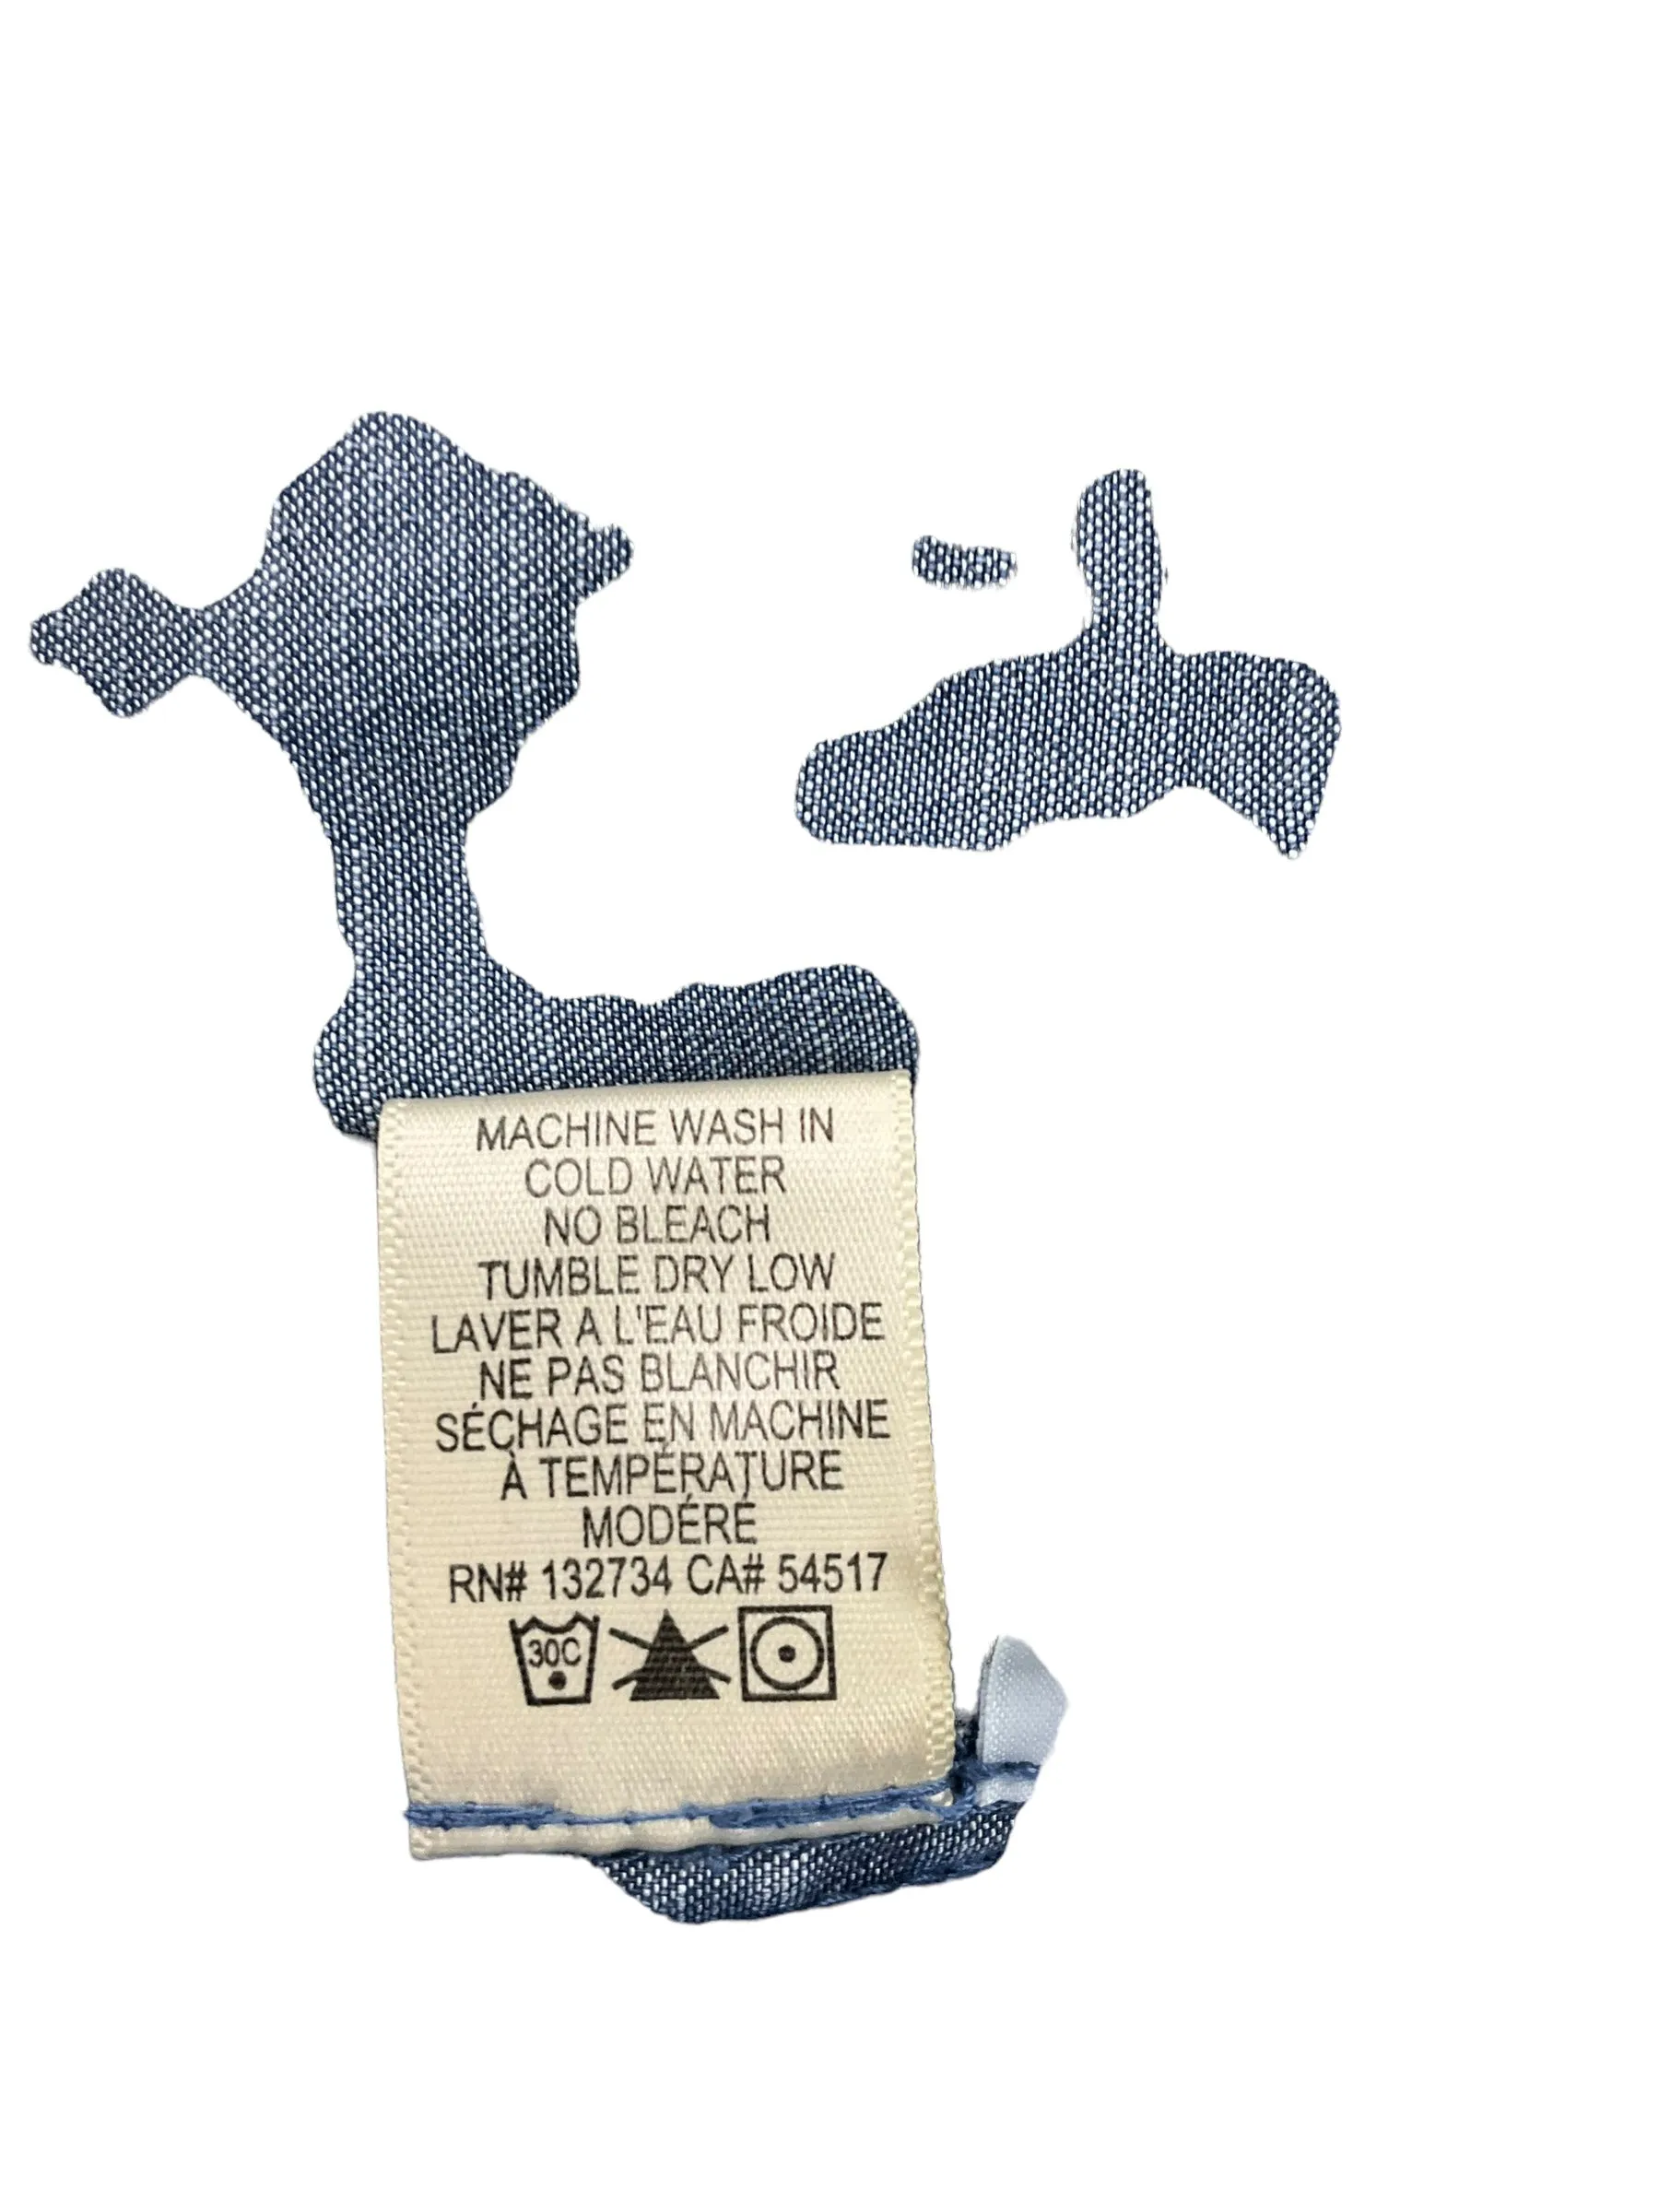 MACHINE WASH IN
COLD WATER
NO BLEACH
TUMBLE DRY LOW
LAVER A L'EAU FROIDE
NE PAS BLANCHIR
SÉCHAGE EN MACHINE
À TEMPÉRATURE
MODÉRÉ
RN# 132734 CA# 54517
30C